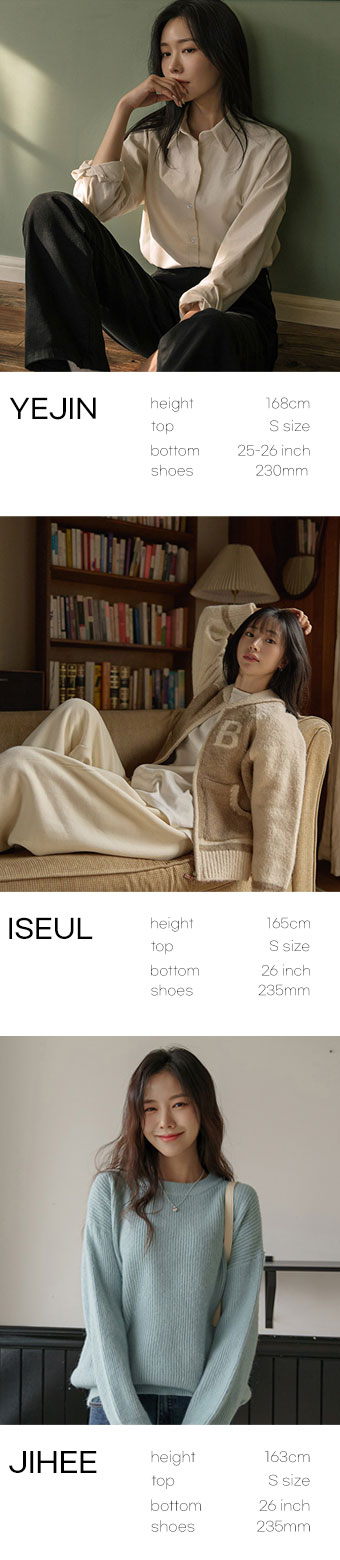 YEJIN
height 168cm
top S size
bottom 25-26 inch
shoes 230mm
B
ISEUL
height 165cm
top S size
bottom 26 inch
shoes 235mm
JIHEE
height 163cm
top S size
bottom 26 inch
shoes 235mm